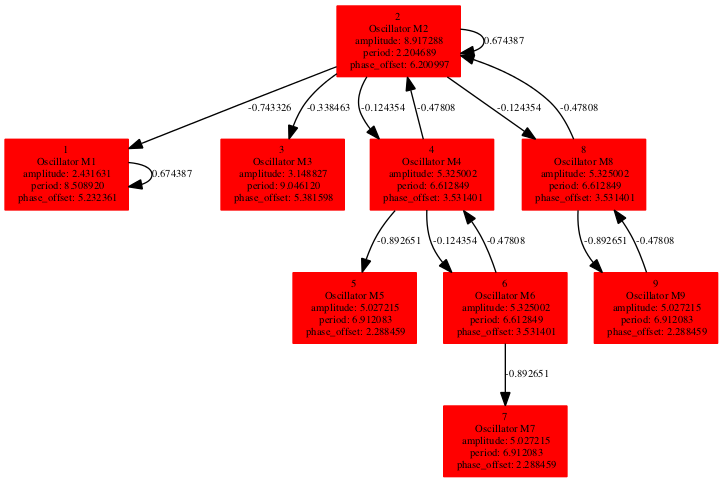 2
Oscillator M2
amplitude: 8.917288
period: 2.204689
phase_offset: 6.200997
0.674387
-0.743326
-0.338463
-0.124354
-0.47808
-0.124354
-0.47808
1
Oscillator M1
amplitude: 2.431631
period: 8.508920
phase_offset: 5.232361
0.674387
3
Oscillator M3
amplitude: 3.148827
period: 9.046120
phase_offset: 5.381598
4
Oscillator M4
amplitude: 5.325002
period: 6.612849
phase_offset: 3.531401
8
Oscillator M8
amplitude: 5.325002
period: 6.612849
phase_offset: 3.531401
-0.892651
-0.124354
-0.47808
-0.892651
-0.47808
5
Oscillator M5
amplitude: 5.027215
period: 6.912083
phase_offset: 2.288459
6
Oscillator M6
amplitude: 5.325002
period: 6.612849
phase_offset: 3.531401
9
Oscillator M9
amplitude: 5.027215
period: 6.912083
phase_offset: 2.288459
-0.892651
7
Oscillator M7
amplitude: 5.027215
period: 6.912083
phase_offset: 2.288459